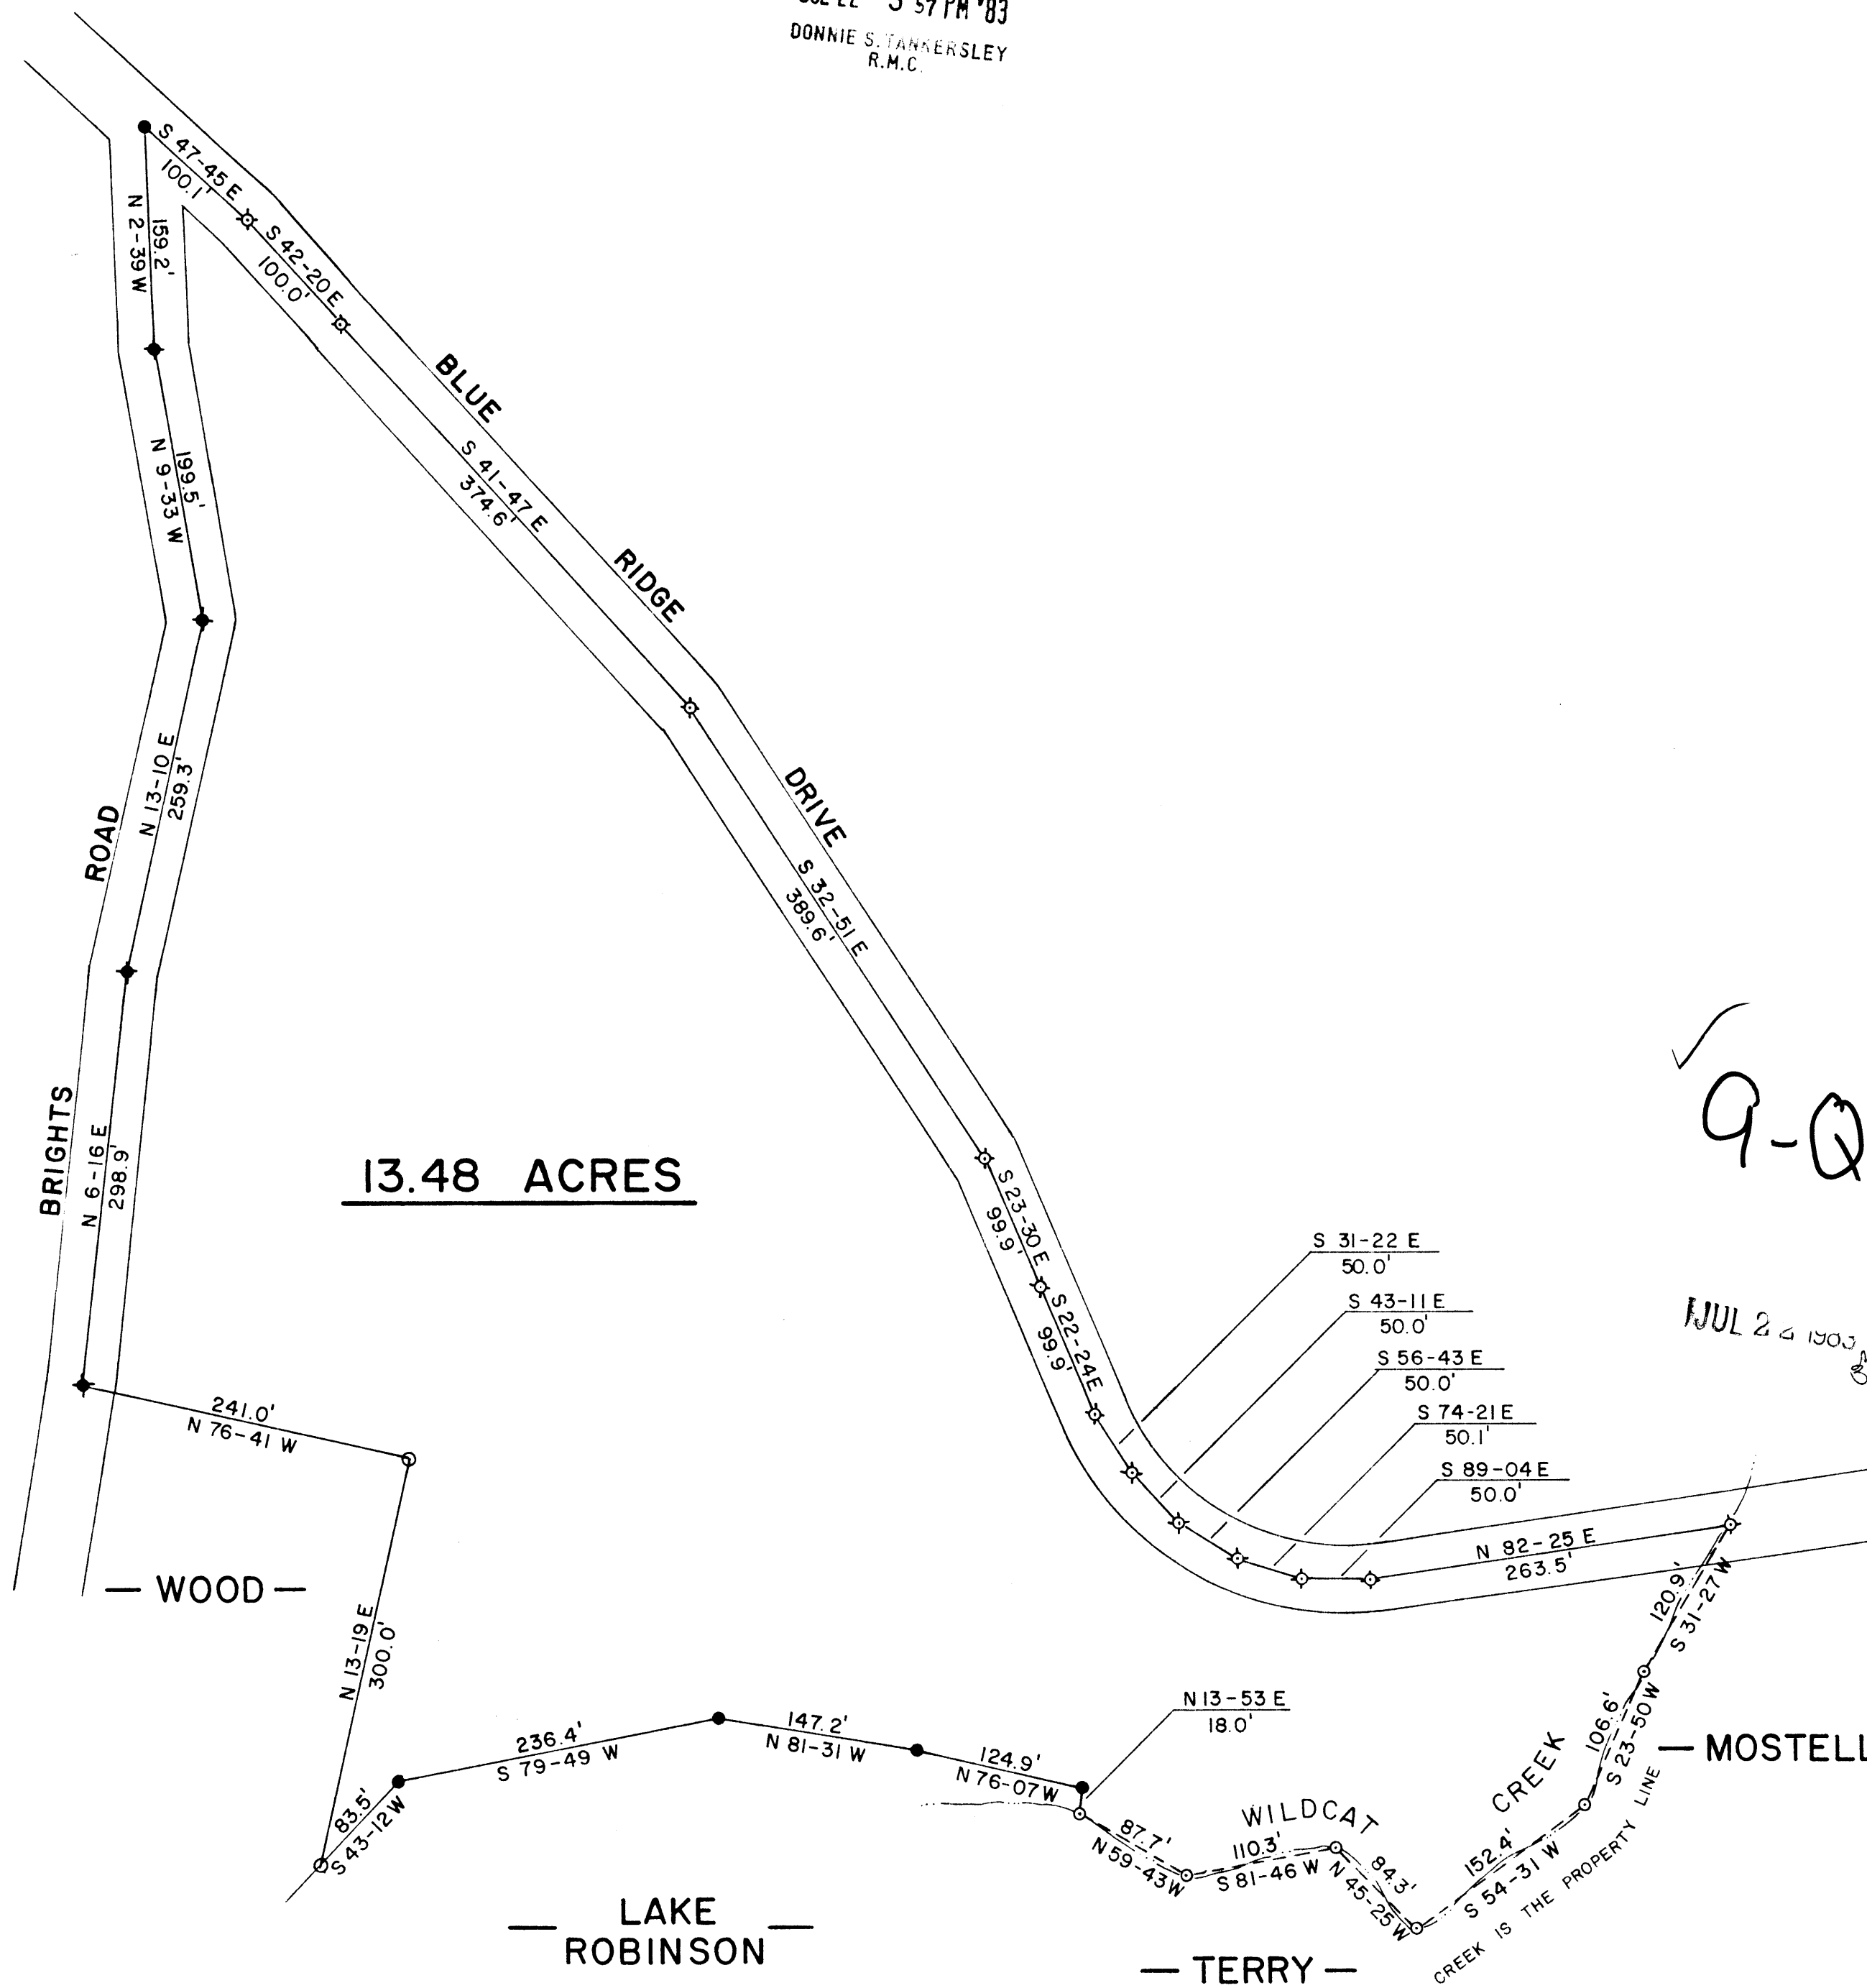 57 PM '83
DONNIE S. TANKERSLEY
R.M.C.
S 47-45 E
100.1'
N 2-39 W
159.2'
S 42-20 E
100.0'
BLUE
RIDGE
DRIVE
N 9-33 W
199.5'
S 41-47 E
374.6'
N 13-10 E
259.3'
ROAD
BRIGHTS
S 32-51 E
389.6'
N 6-16 E
298.9'
13.48 ACRES
9-Q
S 23-30 E
99.9'
S 22-24 E
99.9'
S 31-22 E
50.0'
S 43-11 E
50.0'
S 56-43 E
50.0'
S 74-21 E
50.1'
S 89-04 E
50.0'
JUL 22 1983
241.0'
N 76-41 W
N 82-25 E
263.5'
— WOOD —
N 13-19 E
300.0'
120.9'
S 31-27 W
N 13-53 E
18.0'
236.4'
S 79-49 W
147.2'
N 81-31 W
124.9'
N 76-07 W
106.6'
S 23-50 W
— MOSTELL
83.5'
S 43-12 W
87.7'
N 59-43 W
WILDCAT
CREEK
110.3'
S 81-46 W
84.3'
N 45-25 W
152.4'
S 54-31 W
CREEK IS THE PROPERTY LINE
— LAKE —
ROBINSON
— TERRY —